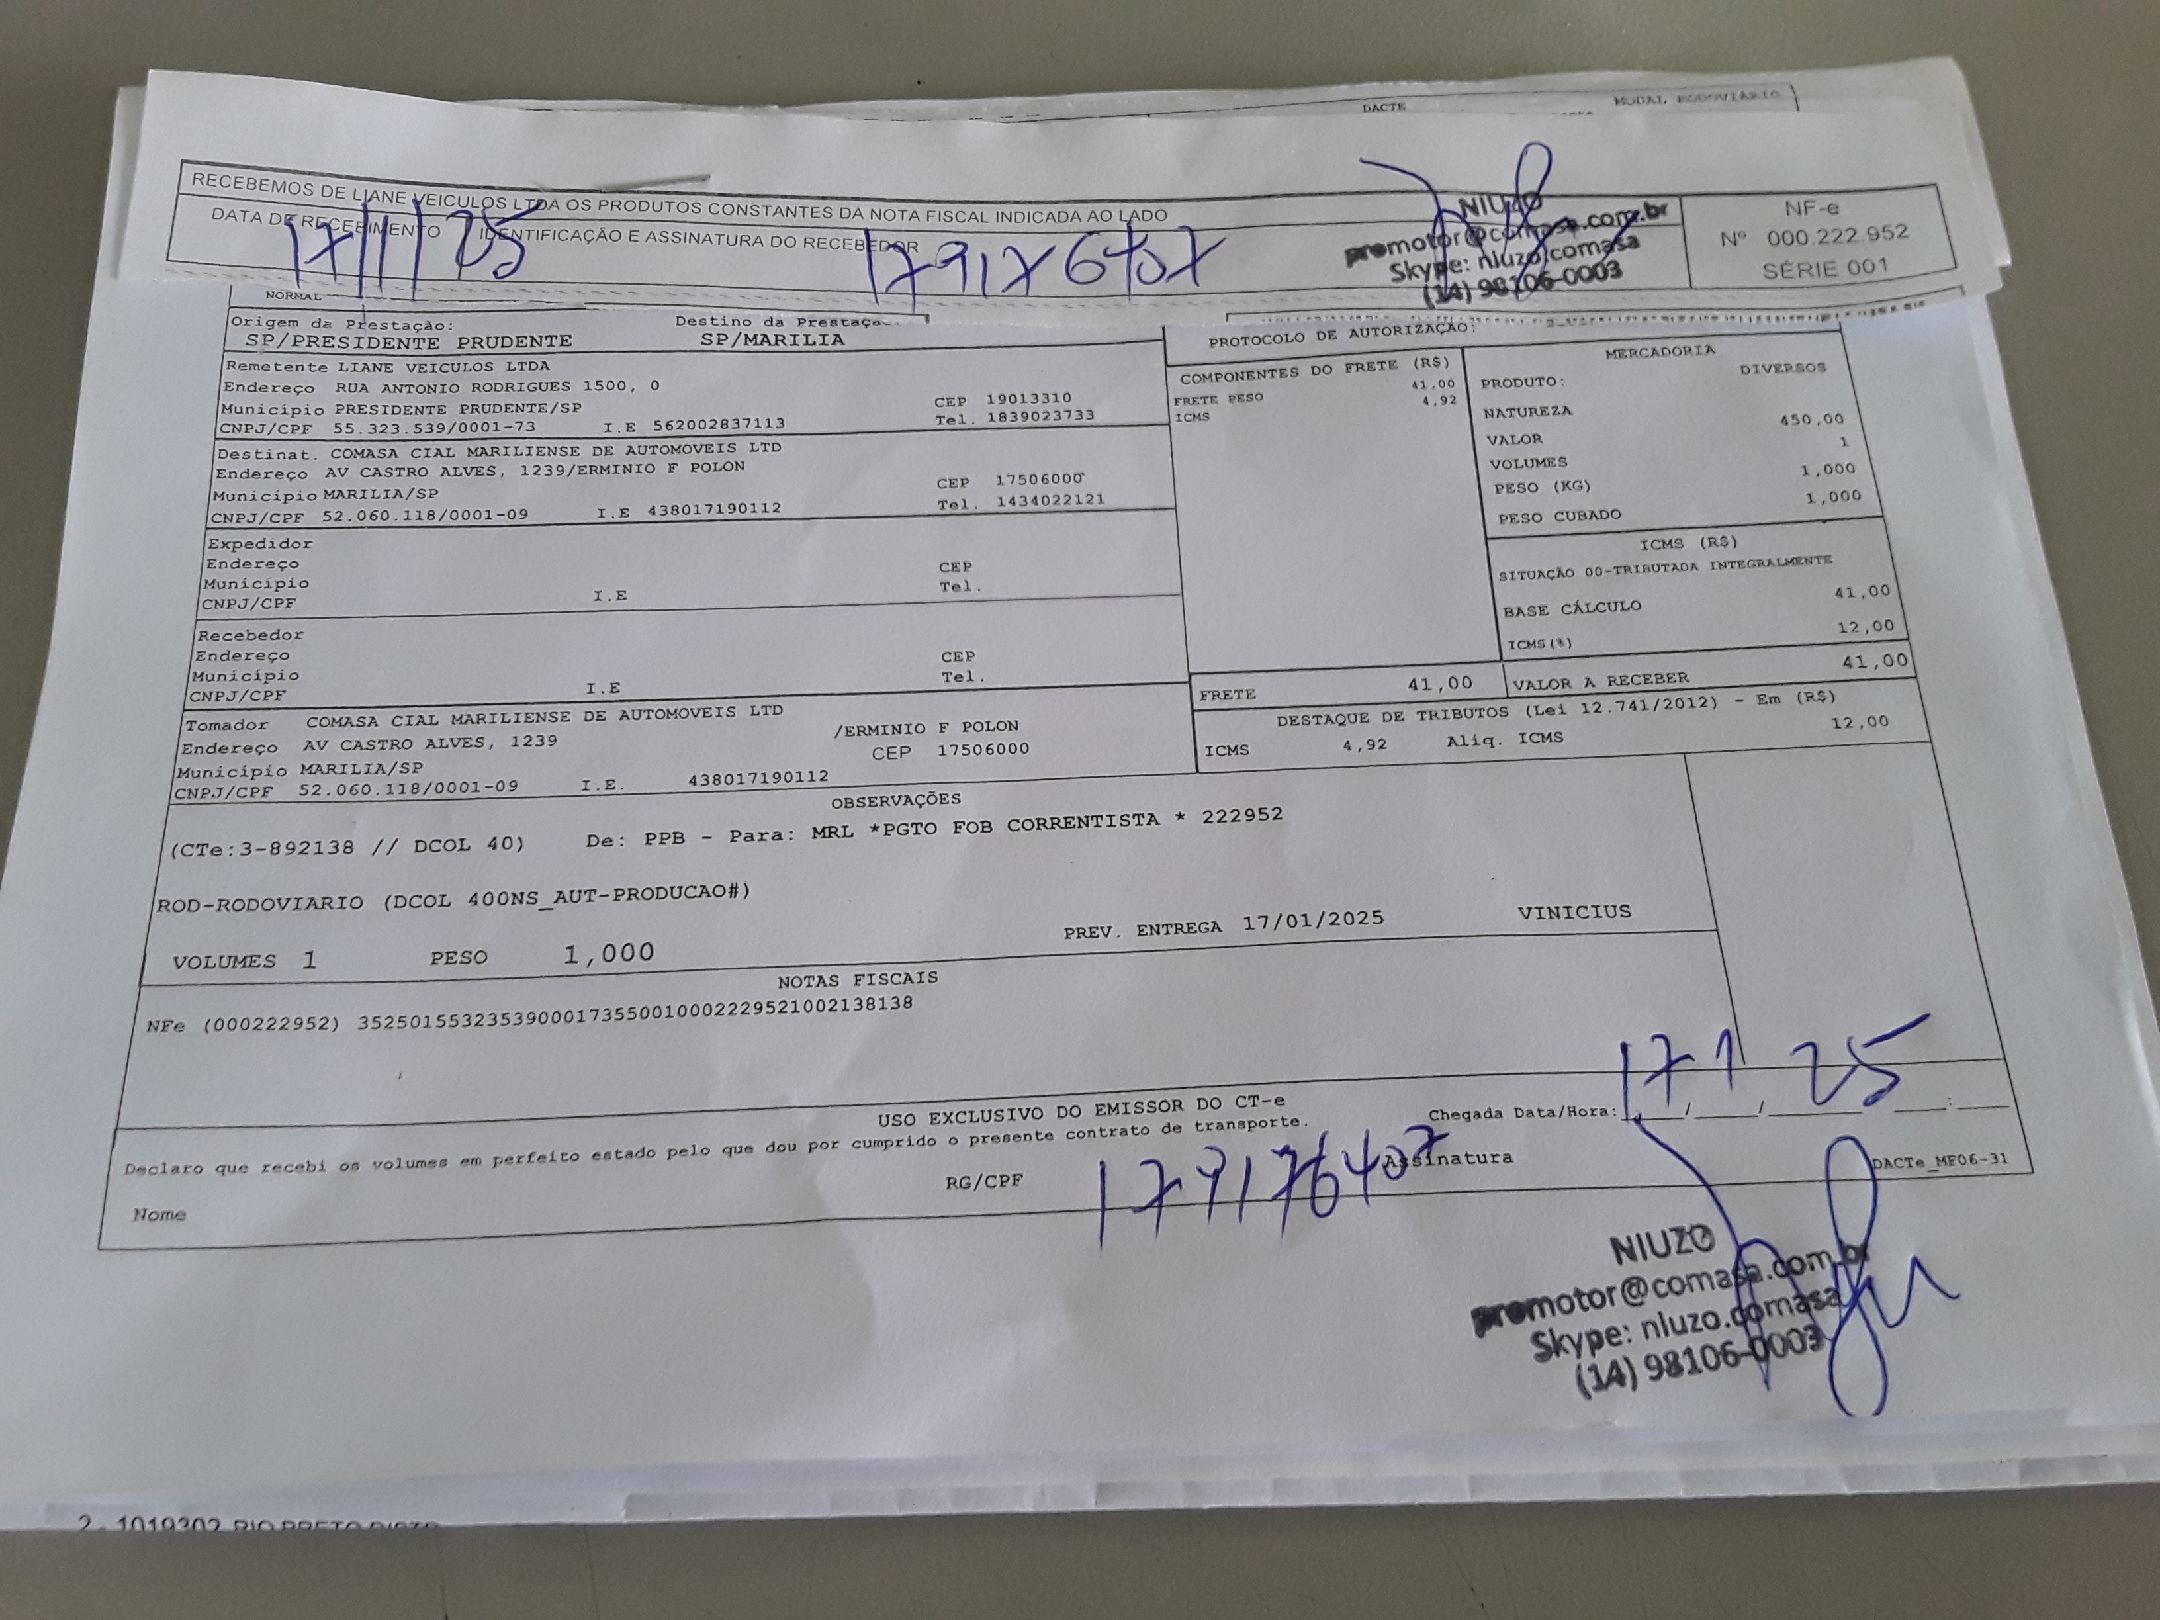 DACTE
MODAL RODOVIÁRIO
RECEBEMOS DE LIANE VEICULOS LTDA OS PRODUTOS CONSTANTES DA NOTA FISCAL INDICADA AO LADO
DATA DE RECEBIMENTO
IDENTIFICAÇÃO E ASSINATURA DO RECEBEDOR
17/1/25
179176407
NIUZO
promotor@comasa.com.br
Skype: niuzo.comasa
(14) 98106-0003
NF-e
Nº 000.222.952
SÉRIE 001
NORMAL
Origem da Prestação:
SP/PRESIDENTE PRUDENTE
Destino da Prestação:
SP/MARILIA
Remetente LIANE VEICULOS LTDA
Endereço RUA ANTONIO RODRIGUES 1500, 0
Município PRESIDENTE PRUDENTE/SP CEP 19013310
CNPJ/CPF 55.323.539/0001-73 I.E 562002837113 Tel. 1839023733
Destinat. COMASA CIAL MARILIENSE DE AUTOMOVEIS LTD
Endereço AV CASTRO ALVES, 1239/ERMINIO F POLON
Município MARILIA/SP CEP 17506000
CNPJ/CPF 52.060.118/0001-09 I.E 438017190112 Tel. 1434022121
Expedidor
Endereço
Município CEP
CNPJ/CPF I.E Tel.
Recebedor
Endereço
Município CEP
CNPJ/CPF I.E Tel.
Tomador COMASA CIAL MARILIENSE DE AUTOMOVEIS LTD
Endereço AV CASTRO ALVES, 1239 /ERMINIO F POLON
Município MARILIA/SP CEP 17506000
CNPJ/CPF 52.060.118/0001-09 I.E. 438017190112
PROTOCOLO DE AUTORIZAÇÃO:
COMPONENTES DO FRETE (R$)
FRETE PESO 41,00
ICMS 4,92
MERCADORIA
PRODUTO: DIVERSOS
NATUREZA
VALOR 450,00
VOLUMES 1
PESO (KG) 1,000
PESO CUBADO 1,000
ICMS (R$)
SITUAÇÃO 00-TRIBUTADA INTEGRALMENTE
BASE CÁLCULO 41,00
ICMS(%) 12,00
FRETE 41,00 VALOR A RECEBER 41,00
DESTAQUE DE TRIBUTOS (Lei 12.741/2012) - Em (R$)
ICMS 4,92 Aliq. ICMS 12,00
OBSERVAÇÕES
(CTe:3-892138 // DCOL 40) De: PPB - Para: MRL *PGTO FOB CORRENTISTA * 222952
ROD-RODOVIARIO (DCOL 400NS_AUT-PRODUCAO#)
VOLUMES 1 PESO 1,000 PREV. ENTREGA 17/01/2025 VINICIUS
NOTAS FISCAIS
NFe (000222952) 35250155323539000173550010002229521002138138
USO EXCLUSIVO DO EMISSOR DO CT-e
Declaro que recebi os volumes em perfeito estado pelo que dou por cumprido o presente contrato de transporte.
Chegada Data/Hora: ____/____/______ ____:____
17 1 25
Nome
RG/CPF
179176407
Assinatura
DACTe_MF06-31
NIUZO
promotor@comasa.com.br
Skype: niuzo.comasa
(14) 98106-0003
2 - 1019302 RIO PRETO